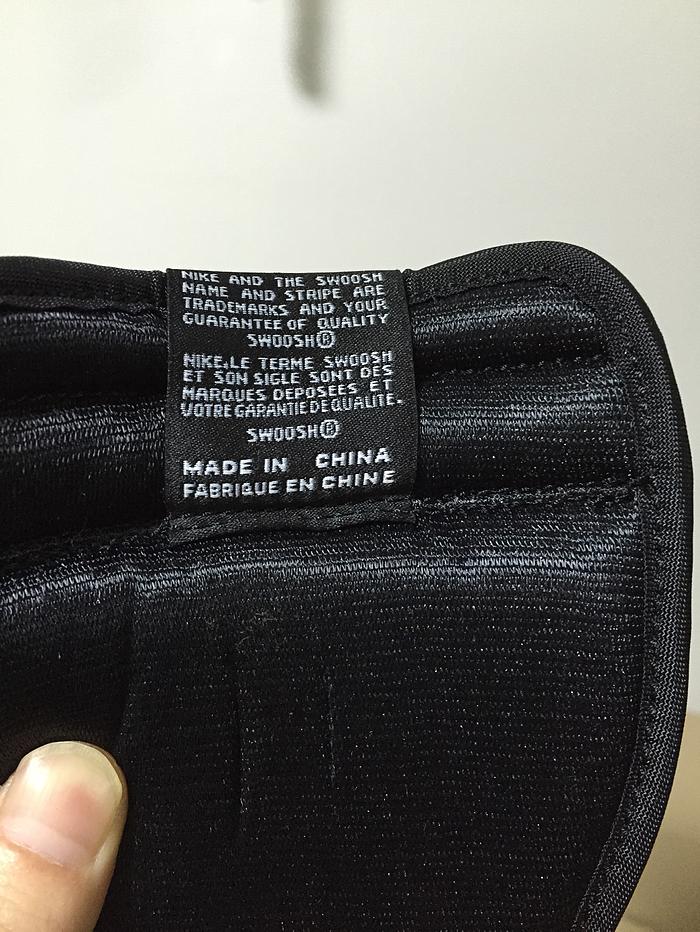 NIKE AND THE SWOOSH
NAME AND STRIPE ARE
TRADEMARKS AND YOUR
GUARANTEE OF QUALITY
SWOOSH®
NIKE.LE TERME SWOOSH
ET SON SIGLE SONT DES
MARQUES DEPOSEES ET
VOTRE GARANTIE DE QUALITE.
SWOOSH®
MADE IN CHINA
FABRIQUE EN CHINE